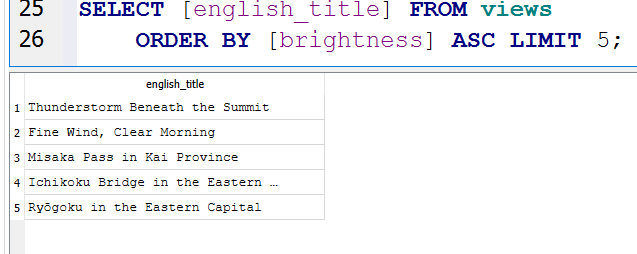 25 SELECT [english_title] FROM views
26 ORDER BY [brightness] ASC LIMIT 5;
english_title
1 Thunderstorm Beneath the Summit
2 Fine Wind, Clear Morning
3 Misaka Pass in Kai Province
4 Ichikoku Bridge in the Eastern …
5 Ryōgoku in the Eastern Capital